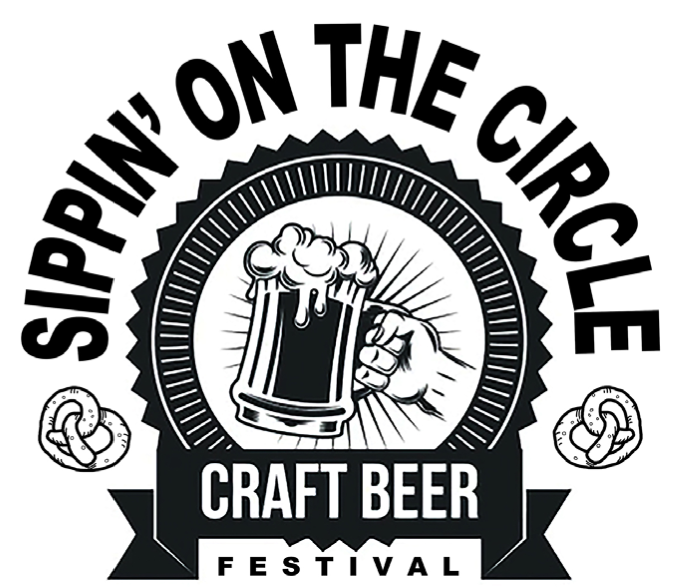 SIPPIN' ON THE CIRCLE
CRAFT BEER
FESTIVAL